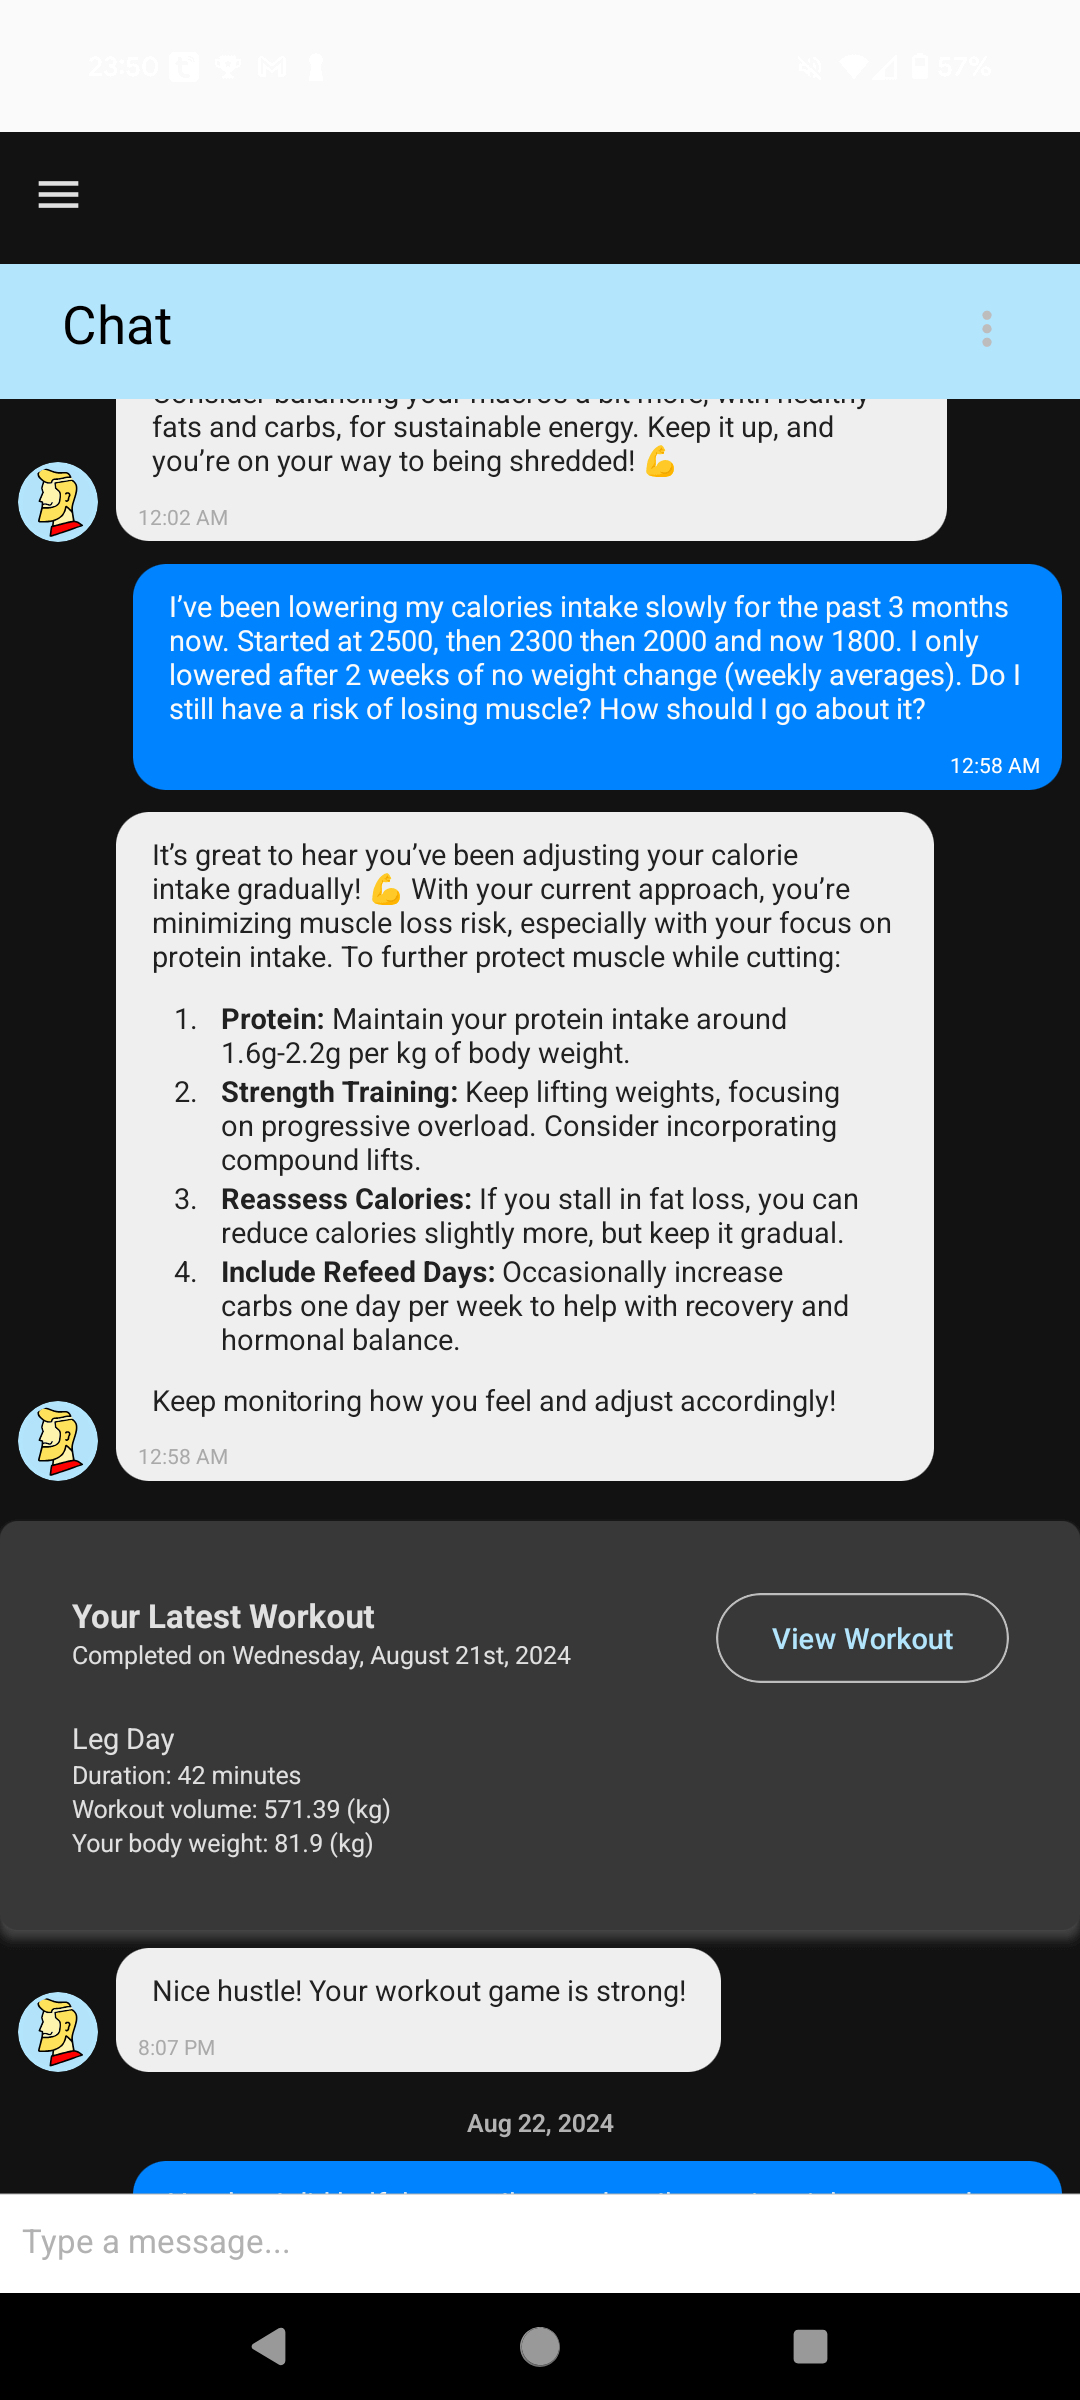 23:50
57%
Chat
Consider balancing your macros a bit more, with healthy
fats and carbs, for sustainable energy. Keep it up, and
you’re on your way to being shredded! 💪
12:02 AM
I’ve been lowering my calories intake slowly for the past 3 months
now. Started at 2500, then 2300 then 2000 and now 1800. I only
lowered after 2 weeks of no weight change (weekly averages). Do I
still have a risk of losing muscle? How should I go about it?
12:58 AM
It’s great to hear you’ve been adjusting your calorie
intake gradually! 💪 With your current approach, you’re
minimizing muscle loss risk, especially with your focus on
protein intake. To further protect muscle while cutting:
1. Protein: Maintain your protein intake around
1.6g-2.2g per kg of body weight.
2. Strength Training: Keep lifting weights, focusing
on progressive overload. Consider incorporating
compound lifts.
3. Reassess Calories: If you stall in fat loss, you can
reduce calories slightly more, but keep it gradual.
4. Include Refeed Days: Occasionally increase
carbs one day per week to help with recovery and
hormonal balance.
Keep monitoring how you feel and adjust accordingly!
12:58 AM
Your Latest Workout
Completed on Wednesday, August 21st, 2024
View Workout
Leg Day
Duration: 42 minutes
Workout volume: 571.39 (kg)
Your body weight: 81.9 (kg)
Nice hustle! Your workout game is strong!
8:07 PM
Aug 22, 2024
Type a message...